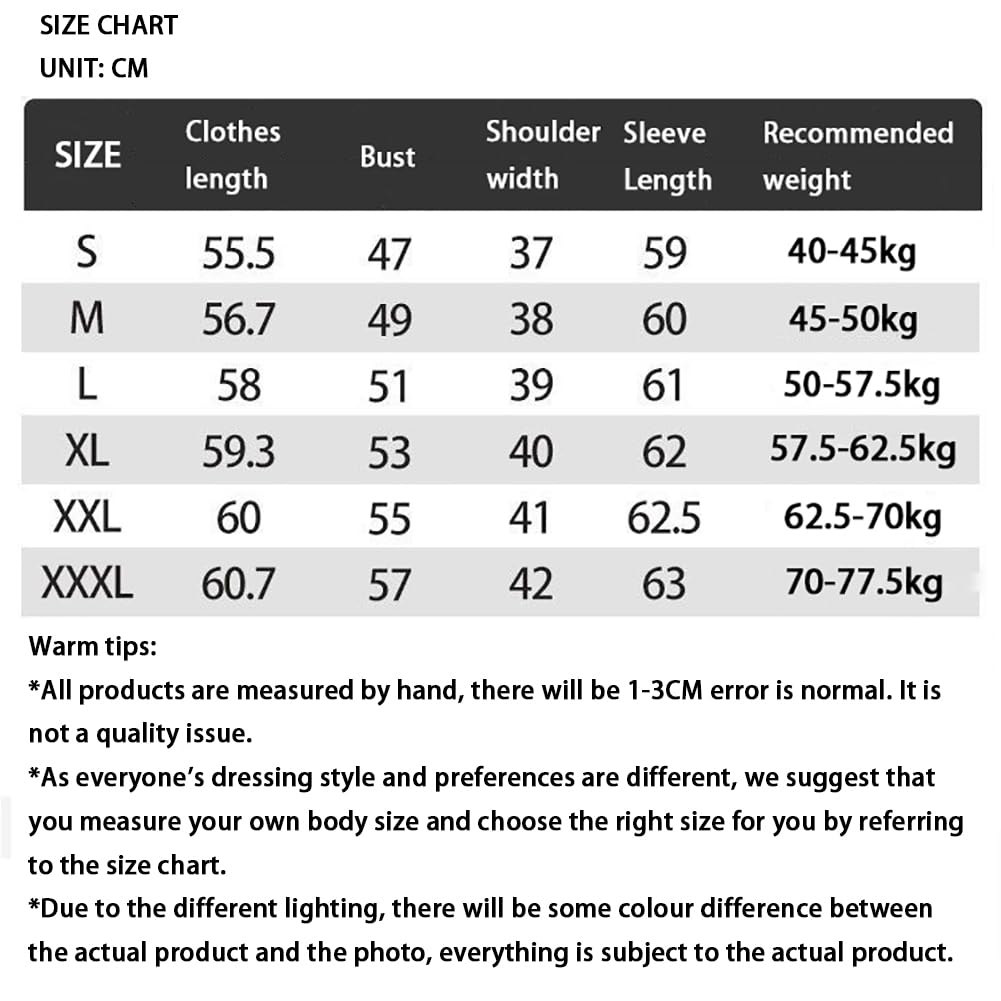 SIZE CHART
UNIT: CM
SIZE Clothes length Bust Shoulder width Sleeve Length Recommended weight
S 55.5 47 37 59 40-45kg
M 56.7 49 38 60 45-50kg
L 58 51 39 61 50-57.5kg
XL 59.3 53 40 62 57.5-62.5kg
XXL 60 55 41 62.5 62.5-70kg
XXXL 60.7 57 42 63 70-77.5kg
Warm tips:
*All products are measured by hand, there will be 1-3CM error is normal. It is
not a quality issue.
*As everyone’s dressing style and preferences are different, we suggest that
you measure your own body size and choose the right size for you by referring
to the size chart.
*Due to the different lighting, there will be some colour difference between
the actual product and the photo, everything is subject to the actual product.